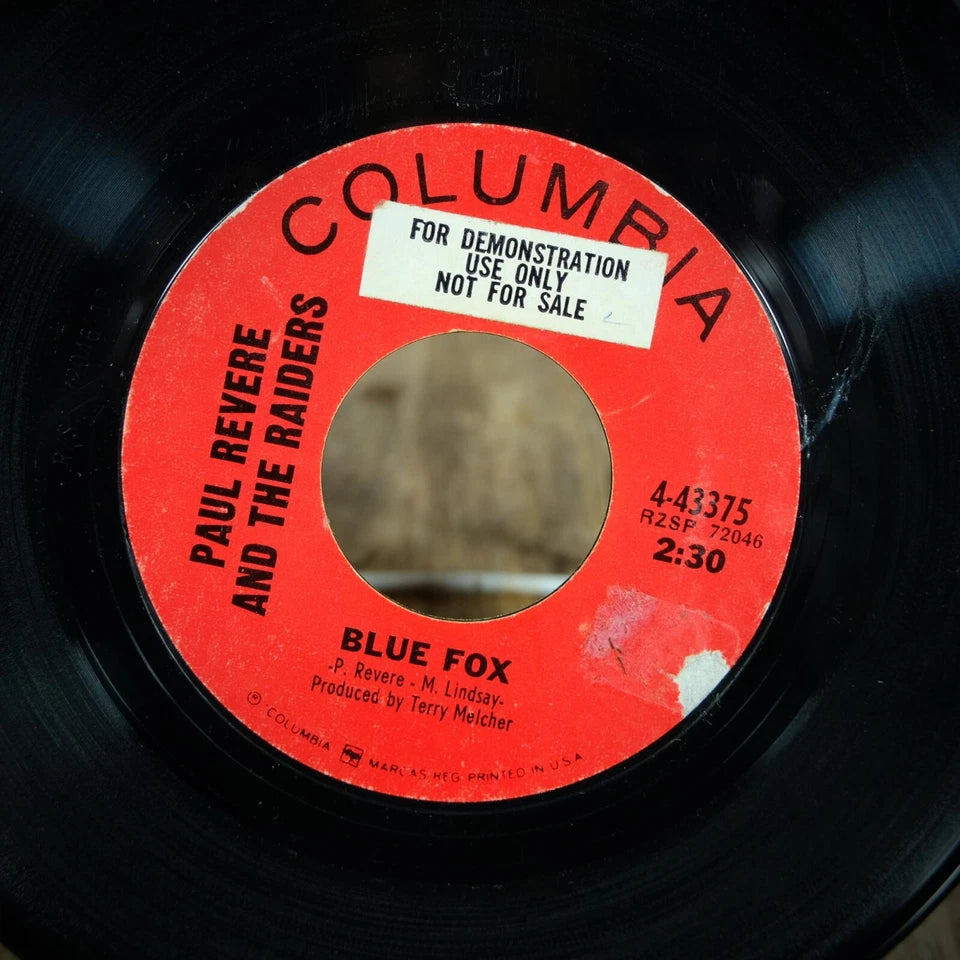 COLUMBIA
FOR DEMONSTRATION
USE ONLY
NOT FOR SALE
PAUL REVERE
AND THE RAIDERS
4-43375
RZSP 72046
2:30
BLUE FOX
-P. Revere - M. Lindsay-
Produced by Terry Melcher
Ⓟ COLUMBIA MARCAS REG. PRINTED IN U.S.A.